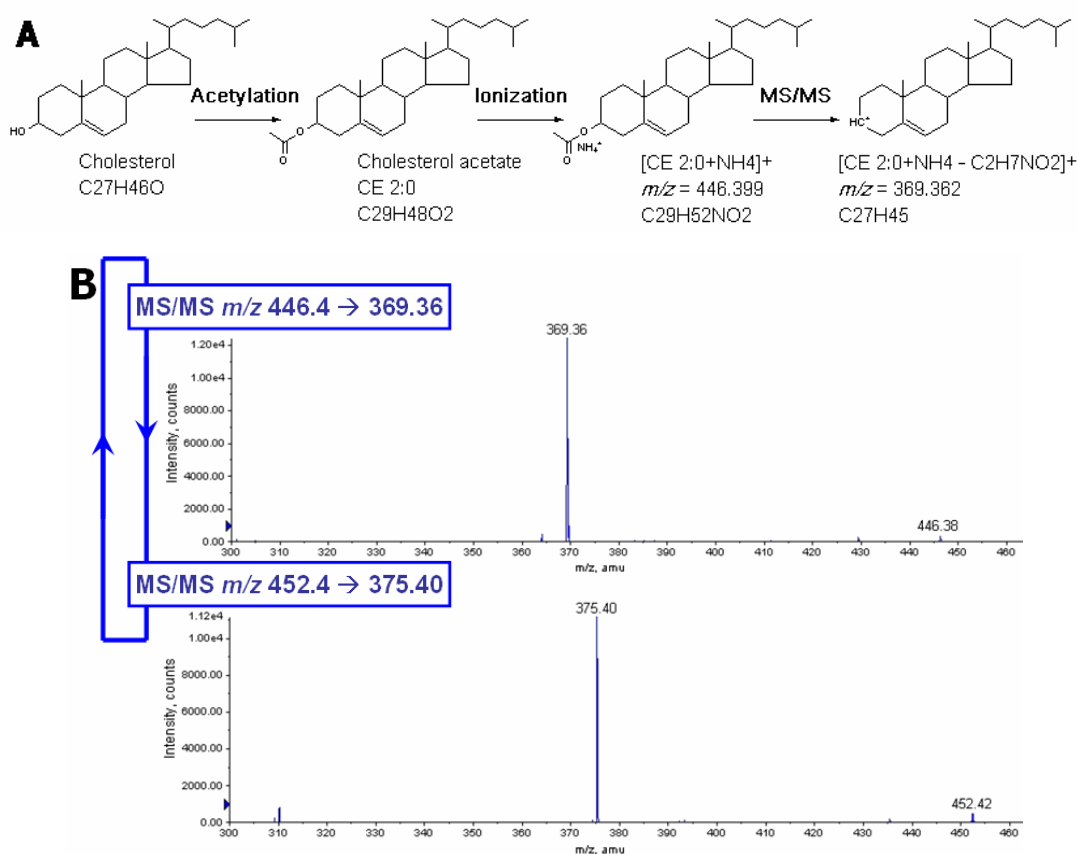 A
Acetylation
Ionization
MS/MS
HO
O
O
O
O
NH4+
HC+
Cholesterol
C27H46O
Cholesterol acetate
CE 2:0
C29H48O2
[CE 2:0+NH4]+
m/z = 446.399
C29H52NO2
[CE 2:0+NH4 - C2H7NO2]+
m/z = 369.362
C27H45
B
MS/MS m/z 446.4 → 369.36
369.36
1.20e4
1.00e4
8000.00
6000.00
4000.00
2000.00
0.00
Intensity, counts
446.38
300 310 320 330 340 350 360 370 380 390 400 410 420 430 440 450 460
m/z, amu
MS/MS m/z 452.4 → 375.40
375.40
1.12e4
1.00e4
8000.00
6000.00
4000.00
2000.00
0.00
Intensity, counts
452.42
300 310 320 330 340 350 360 370 380 390 400 410 420 430 440 450 460
m/z, amu